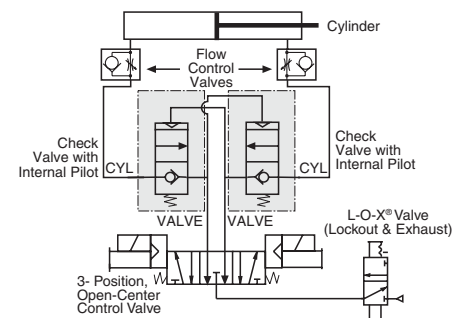 Cylinder
Flow
Control
Valves
Check
Valve with
Internal Pilot
CYL
Check
Valve with
Internal Pilot
CYL
VALVE
VALVE
L-O-X® Valve
(Lockout & Exhaust)
3- Position,
Open-Center
Control Valve